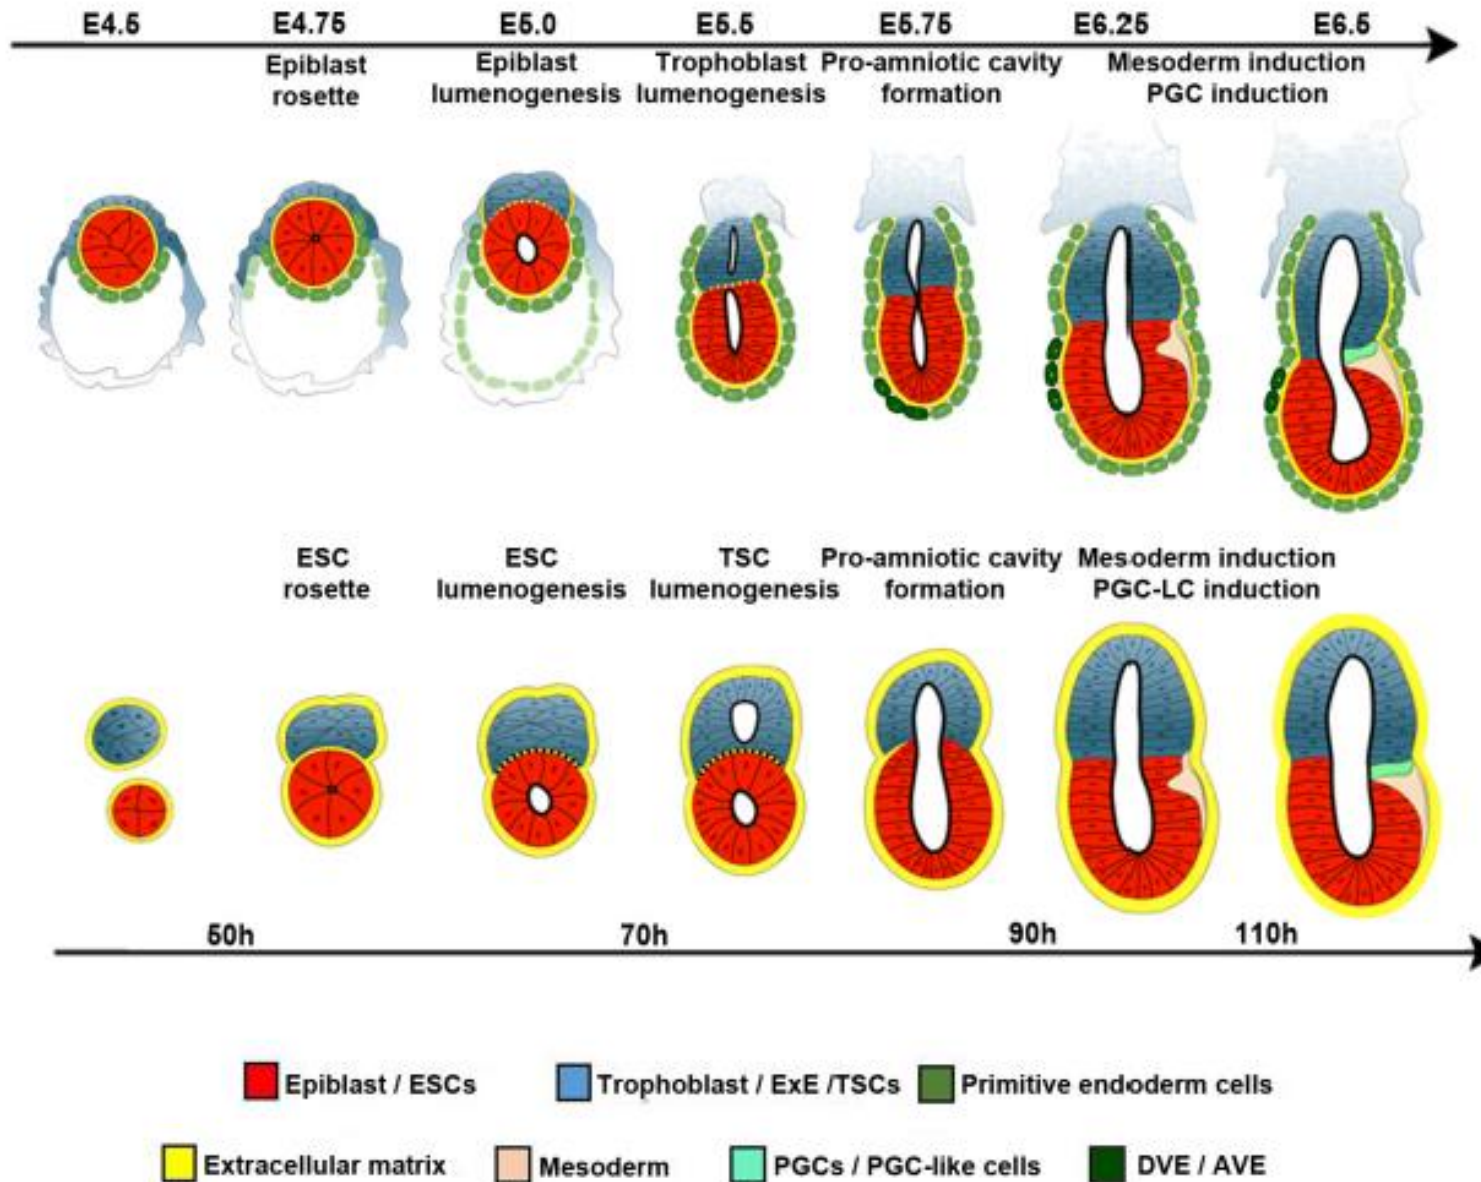 E4.5 E4.75 E5.0 E5.5 E5.75 E6.25 E6.5
Epiblast rosette
Epiblast lumenogenesis
Trophoblast lumenogenesis
Pro-amniotic cavity formation
Mesoderm induction
PGC induction
ESC rosette
ESC lumenogenesis
TSC lumenogenesis
Pro-amniotic cavity formation
Mesoderm induction
PGC-LC induction
50h 70h 90h 110h
Epiblast / ESCs Trophoblast / ExE /TSCs Primitive endoderm cells
Extracellular matrix Mesoderm PGCs / PGC-like cells DVE / AVE